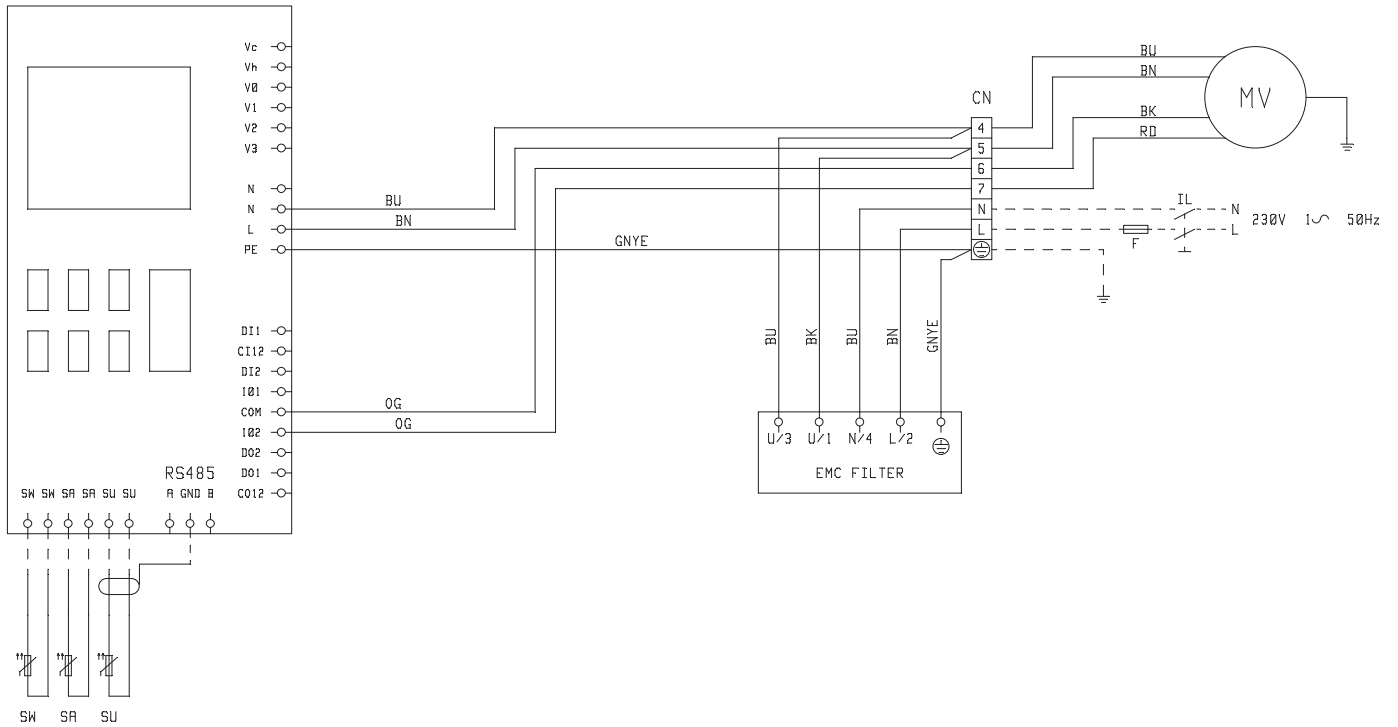 Vc
Vh
V0
V1
V2
V3
N
N
L
PE
DI1
CI12
DI2
101
COM
102
DO2
DO1
CO12
RS485
SW SW SA SA SU SU A GND B
SW SA SU
BU
BN
GNYE
OG
OG
CN
4
5
6
7
N
L
BU
BN
BK
RD
MV
IL
N
L
F
230V 1 50Hz
BU
BK
BU
BN
GNYE
U/3 U/1 N/4 L/2
EMC FILTER